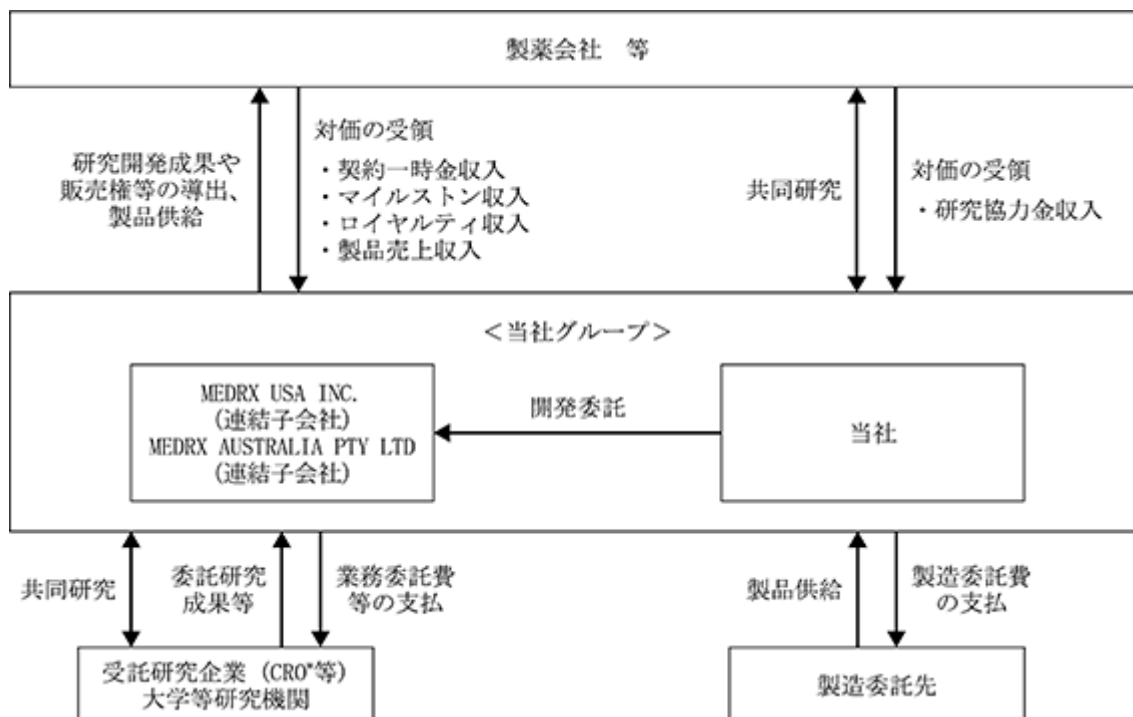 製薬会社　等
研究開発成果や
販売権等の導出、
製品供給
対価の受領
・契約一時金収入
・マイルストン収入
・ロイヤルティ収入
・製品売上収入
共同研究
対価の受領
・研究協力金収入
＜当社グループ＞
MEDRX USA INC.
(連結子会社)
MEDRX AUSTRALIA PTY LTD
(連結子会社)
開発委託
当社
共同研究
委託研究
成果等
業務委託費
等の支払
製品供給
製造委託費
の支払
受託研究企業 (CRO*等)
大学等研究機関
製造委託先